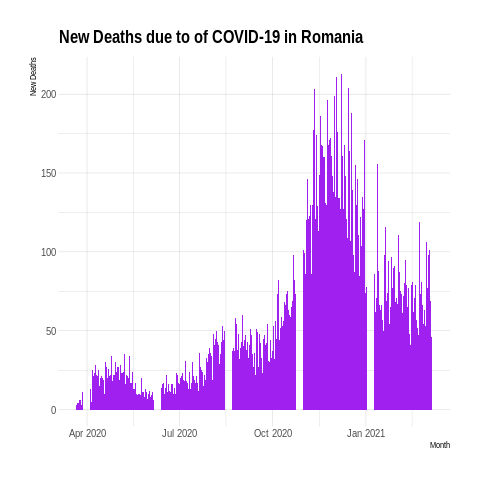 New Deaths due to of COVID-19 in Romania
New Deaths
200
150
100
50
0
Apr 2020 Jul 2020 Oct 2020 Jan 2021
Month